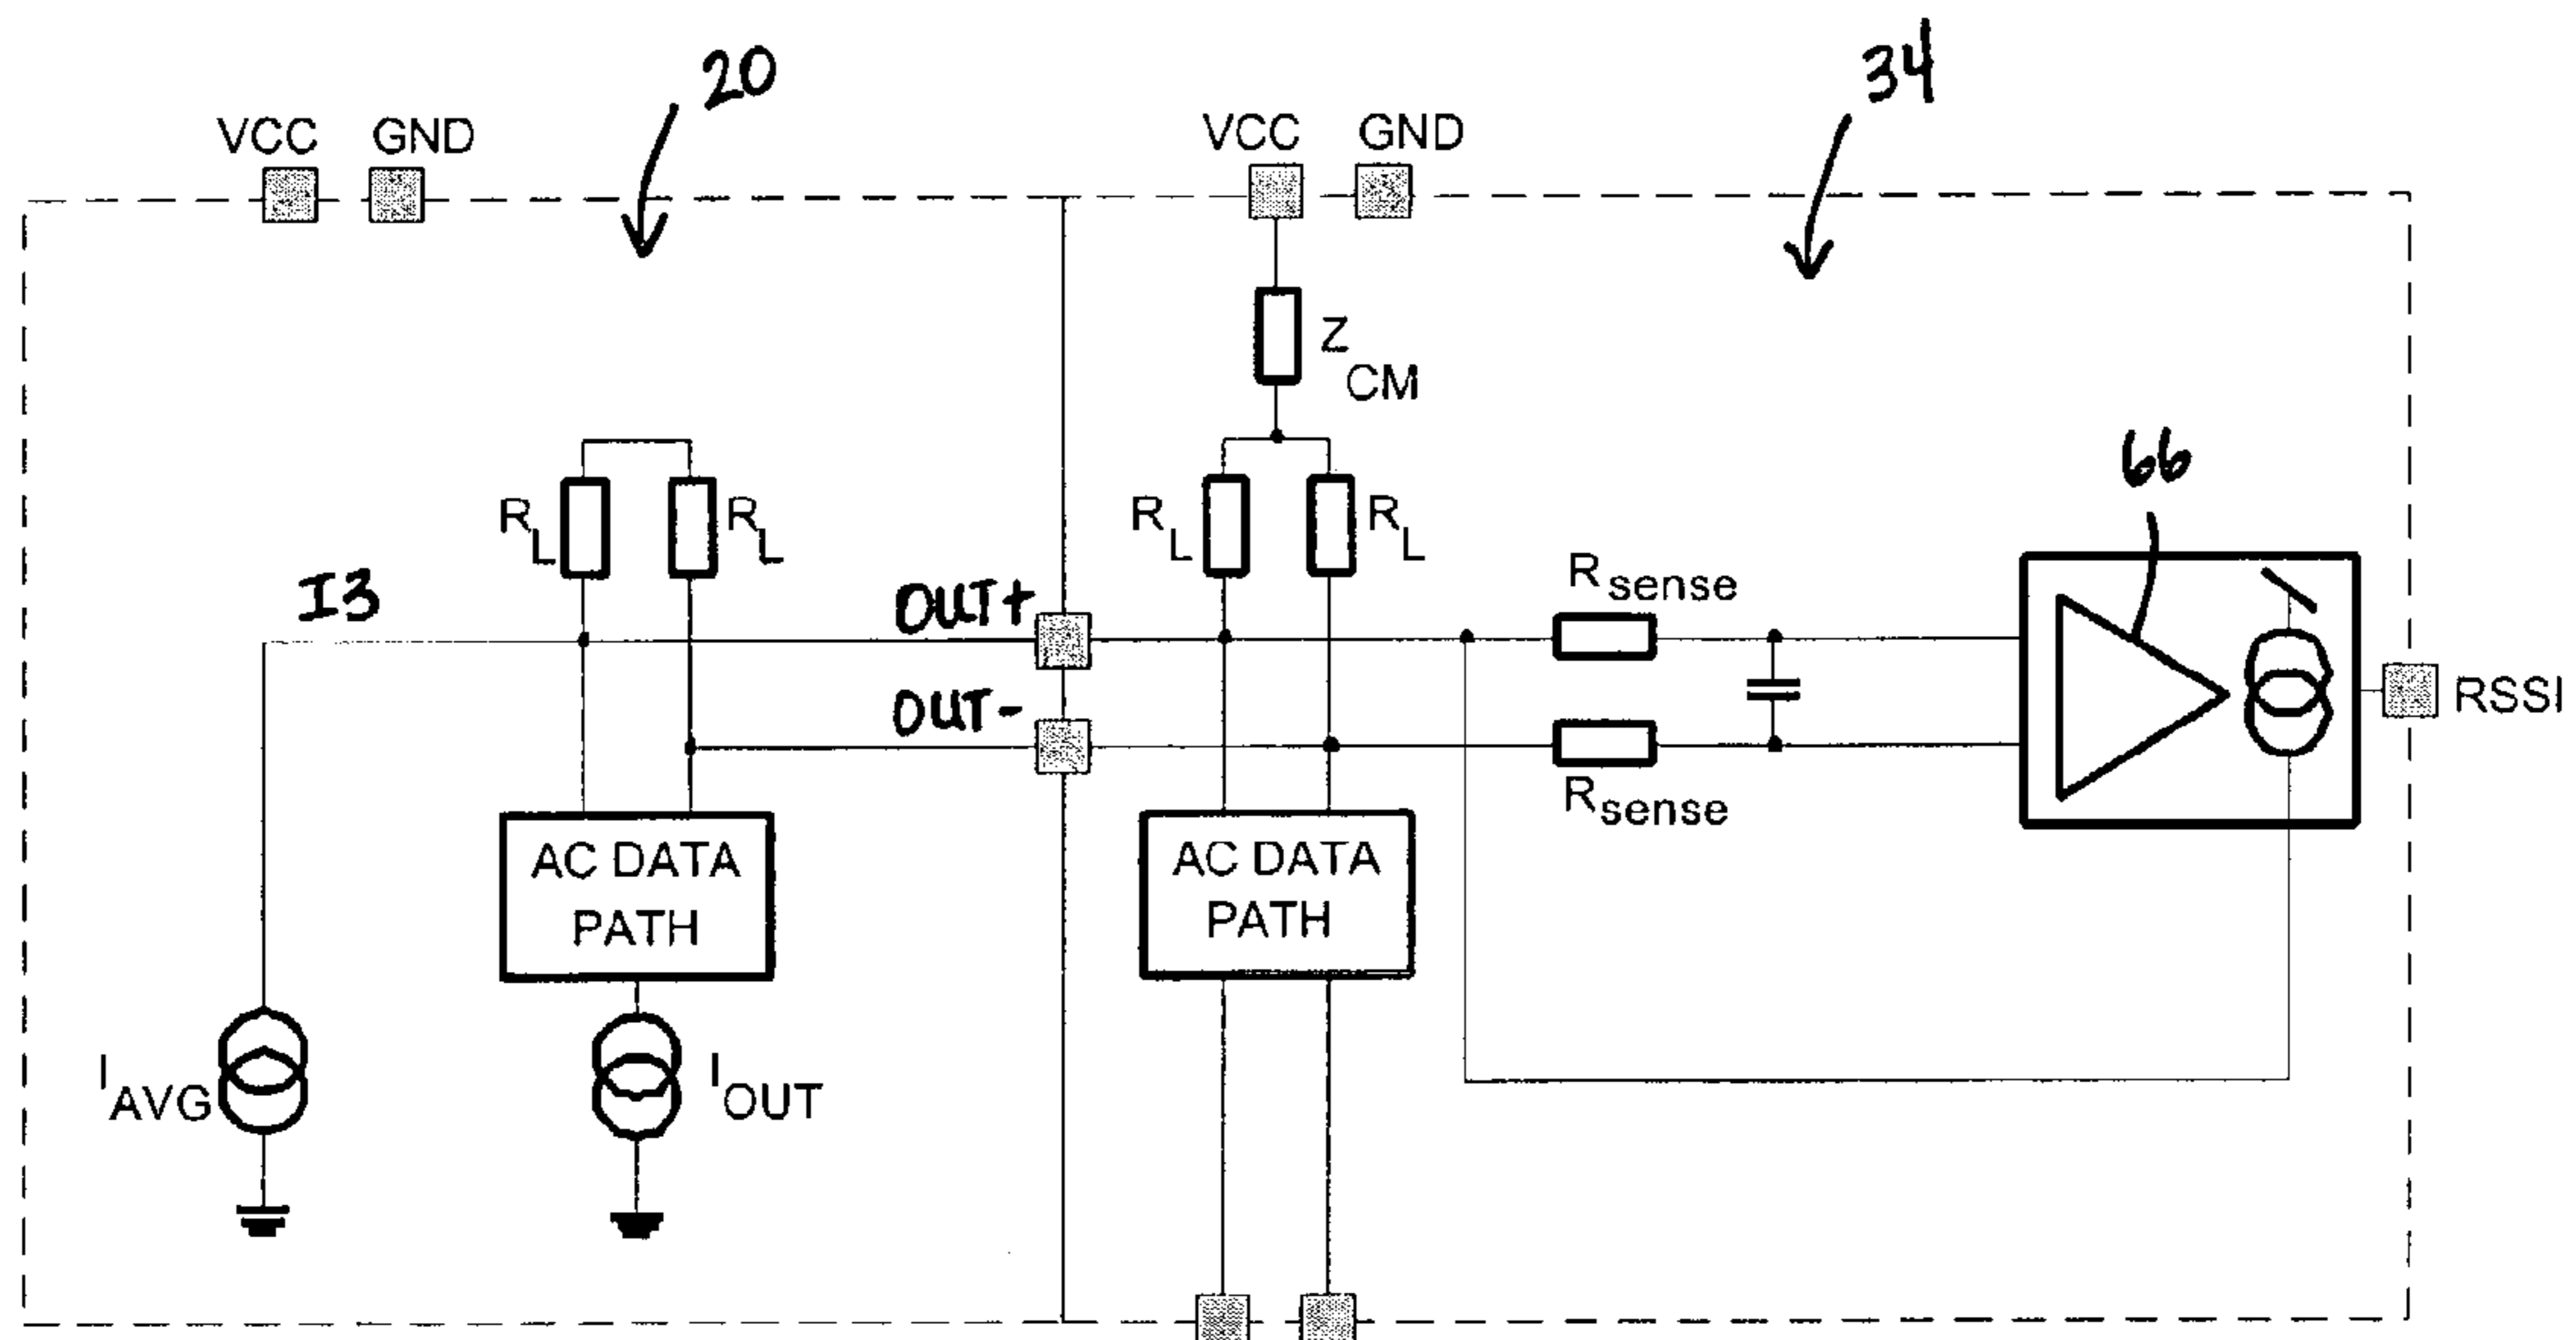 20
34
VCC GND
VCC GND
Z CM
R L
R L
R L
R L
66
I3
OUT+
R sense
OUT-
R sense
RSSI
AC DATA
PATH
AC DATA
PATH
I AVG
I OUT